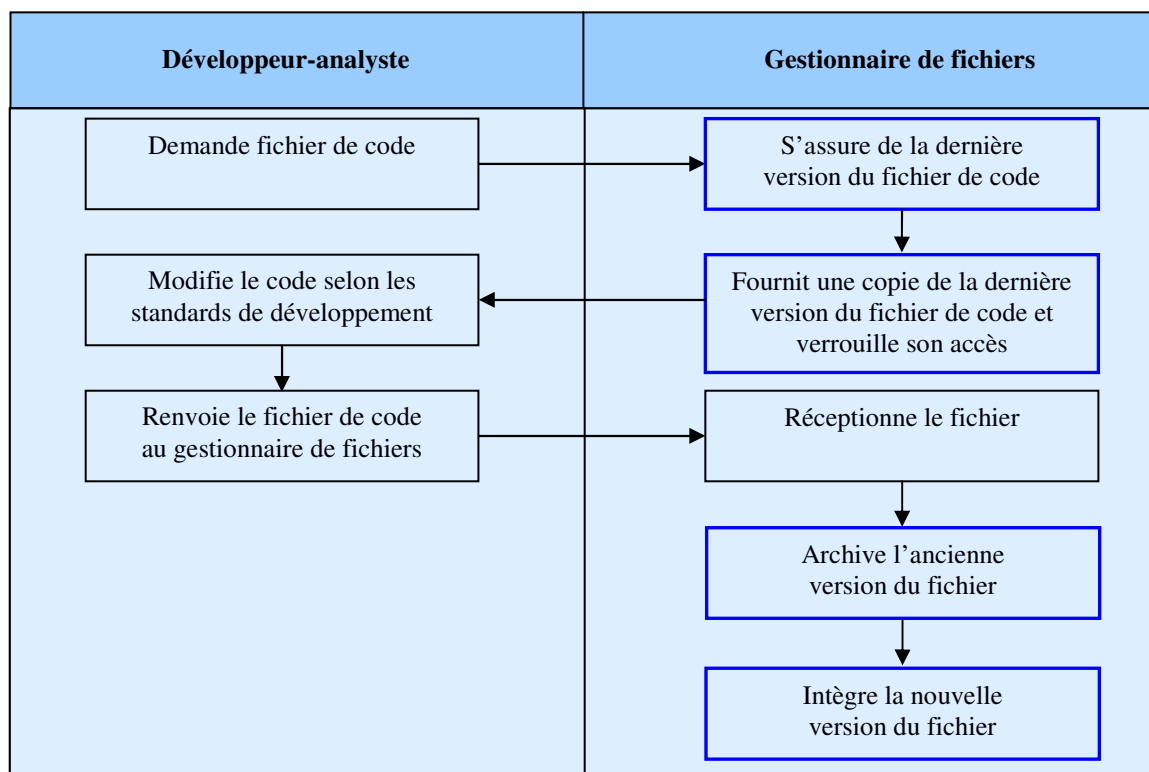 Développeur-analyste
Gestionnaire de fichiers
Demande fichier de code
S’assure de la dernière
version du fichier de code
Modifie le code selon les
standards de développement
Fournit une copie de la dernière
version du fichier de code et
verrouille son accès
Renvoie le fichier de code
au gestionnaire de fichiers
Réceptionne le fichier
Archive l’ancienne
version du fichier
Intègre la nouvelle
version du fichier